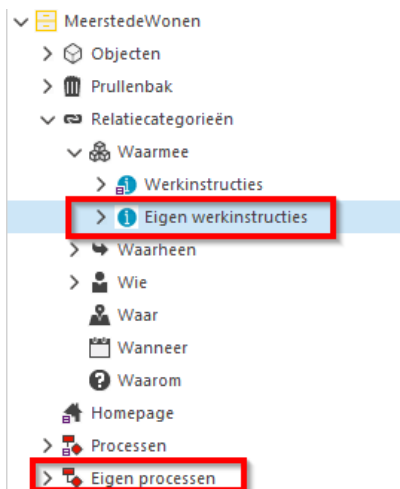 MeerstedeWonen
Objecten
Prullenbak
Relatiecategorieën
Waarmee
Werkinstructies
Eigen werkinstructies
Waarheen
Wie
Waar
Wanneer
Waarom
Homepage
Processen
Eigen processen